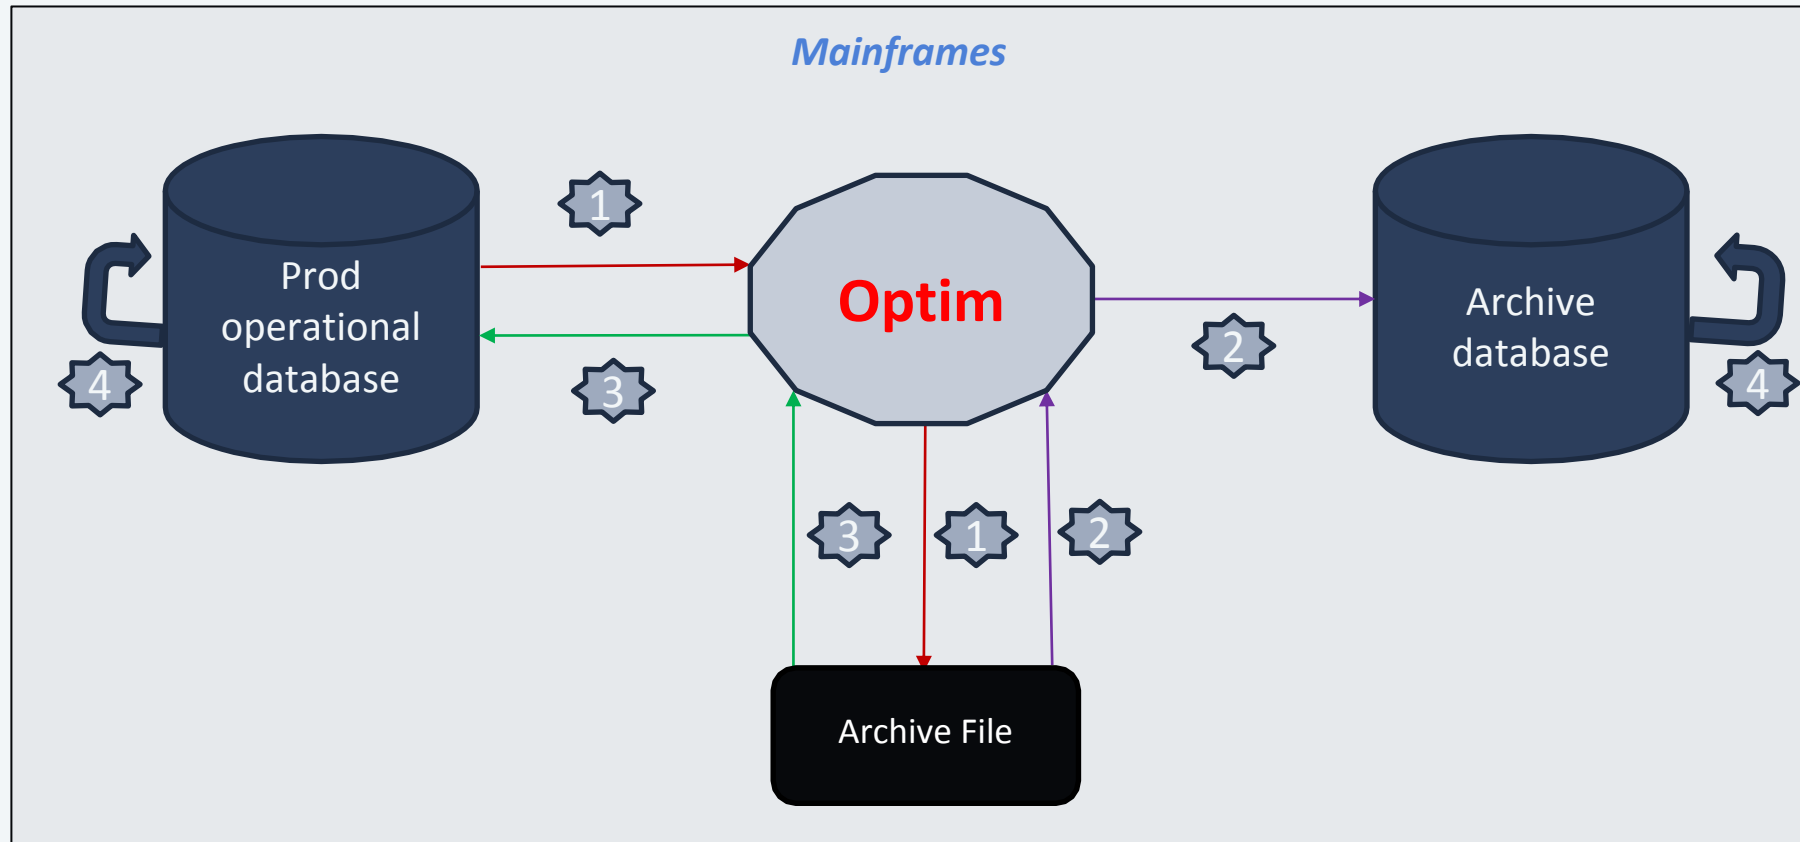 Mainframes
1
Prod
operational
database
Optim
Archive
database
2
3
4
4
3
1
2
Archive File